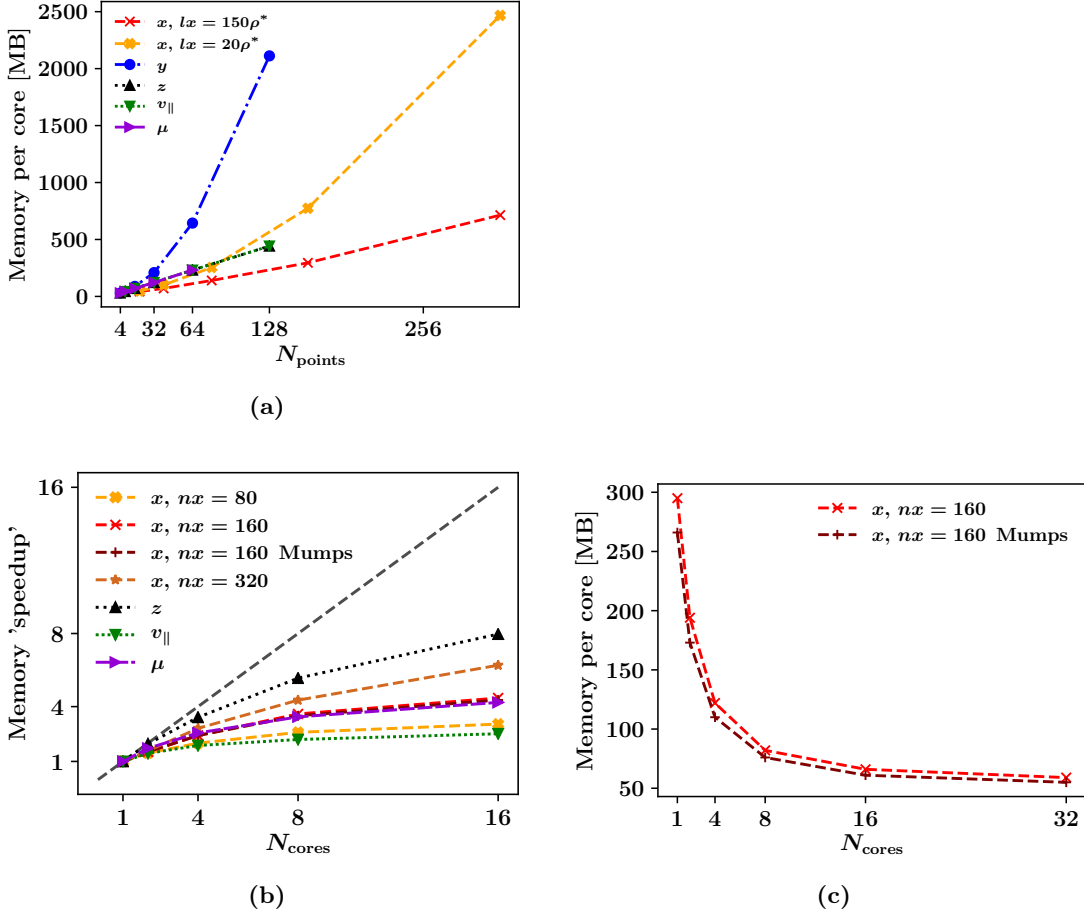 Memory per core [MB]
2500
2000
1500
1000
500
0
x, lx = 150ρ*
x, lx = 20ρ*
y
z
v∥
μ
4 32 64 128 256
N_points
(a)
Memory 'speedup'
16
8
4
1
x, nx = 80
x, nx = 160
x, nx = 160 Mumps
x, nx = 320
z
v∥
μ
1 4 8 16
N_cores
(b)
Memory per core [MB]
300
250
200
150
100
50
x, nx = 160
x, nx = 160 Mumps
1 4 8 16 32
N_cores
(c)